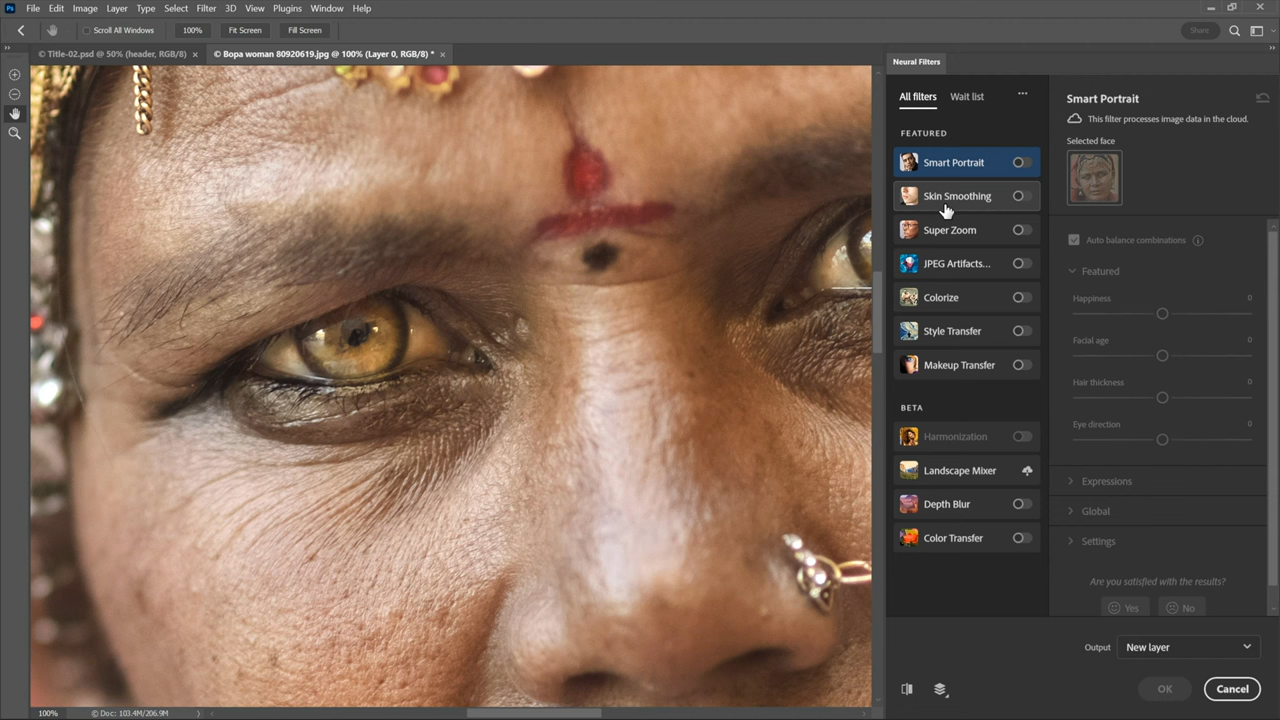 Ps File Edit Image Layer Type Select Filter 3D View Plugins Window Help
Scroll All Windows 100% Fit Screen Fill Screen Share
© Title-02.psd @ 50% (header, RGB/8) × © Bopa woman 80920619.jpg @ 100% (Layer 0, RGB/8) * ×
Neural Filters
All filters Wait list ...
FEATURED
Smart Portrait
Skin Smoothing
Super Zoom
JPEG Artifacts...
Colorize
Style Transfer
Makeup Transfer
BETA
Harmonization
Landscape Mixer
Depth Blur
Color Transfer
Smart Portrait
This filter processes image data in the cloud.
Selected face
Auto balance combinations
Featured
Happiness 0
Facial age 0
Hair thickness 0
Eye direction 0
Expressions
Global
Settings
Are you satisfied with the results?
Yes No
Output New layer
OK Cancel
100% © Doc: 103.4M/206.9M